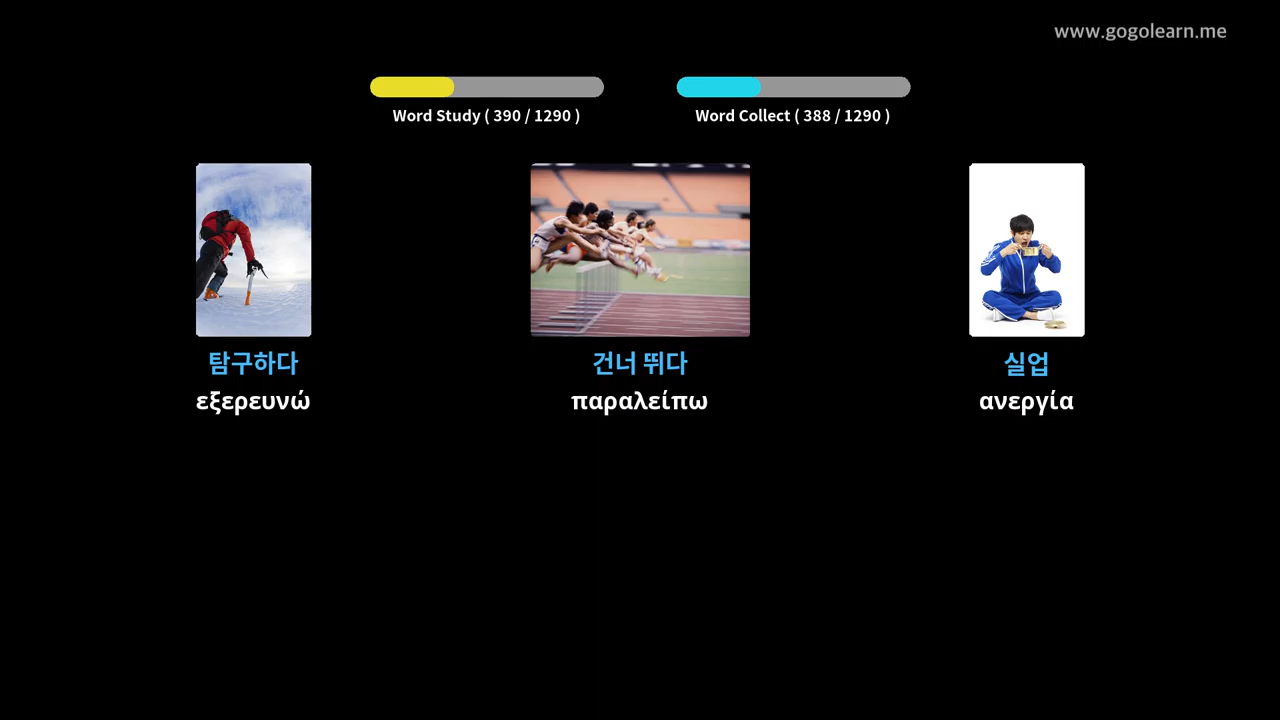 www.gogolearn.me
Word Study ( 390 / 1290 )
Word Collect ( 388 / 1290 )
탐구하다
εξερευνώ
건너 뛰다
παραλείπω
실업
ανεργία